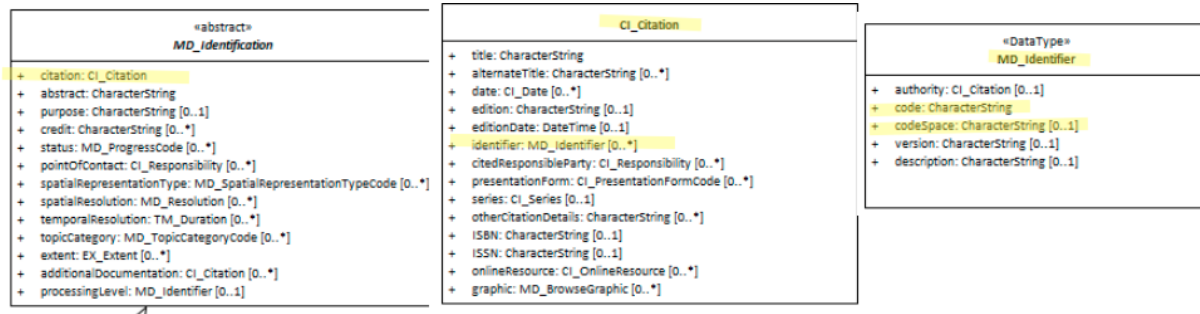 «abstract»
MD_Identification
+ citation: CI_Citation
+ abstract: CharacterString
+ purpose: CharacterString [0..1]
+ credit: CharacterString [0..*]
+ status: MD_ProgressCode [0..*]
+ pointOfContact: CI_Responsibility [0..*]
+ spatialRepresentationType: MD_SpatialRepresentationTypeCode [0..*]
+ spatialResolution: MD_Resolution [0..*]
+ temporalResolution: TM_Duration [0..*]
+ topicCategory: MD_TopicCategoryCode [0..*]
+ extent: EX_Extent [0..*]
+ additionalDocumentation: CI_Citation [0..*]
+ processingLevel: MD_Identifier [0..1]
CI_Citation
+ title: CharacterString
+ alternateTitle: CharacterString [0..*]
+ date: CI_Date [0..*]
+ edition: CharacterString [0..1]
+ editionDate: DateTime [0..1]
+ identifier: MD_Identifier [0..*]
+ citedResponsibleParty: CI_Responsibility [0..*]
+ presentationForm: CI_PresentationFormCode [0..*]
+ series: CI_Series [0..1]
+ otherCitationDetails: CharacterString [0..*]
+ ISBN: CharacterString [0..1]
+ ISSN: CharacterString [0..1]
+ onlineResource: CI_OnlineResource [0..*]
+ graphic: MD_BrowseGraphic [0..*]
«DataType»
MD_Identifier
+ authority: CI_Citation [0..1]
+ code: CharacterString
+ codeSpace: CharacterString [0..1]
+ version: CharacterString [0..1]
+ description: CharacterString [0..1]